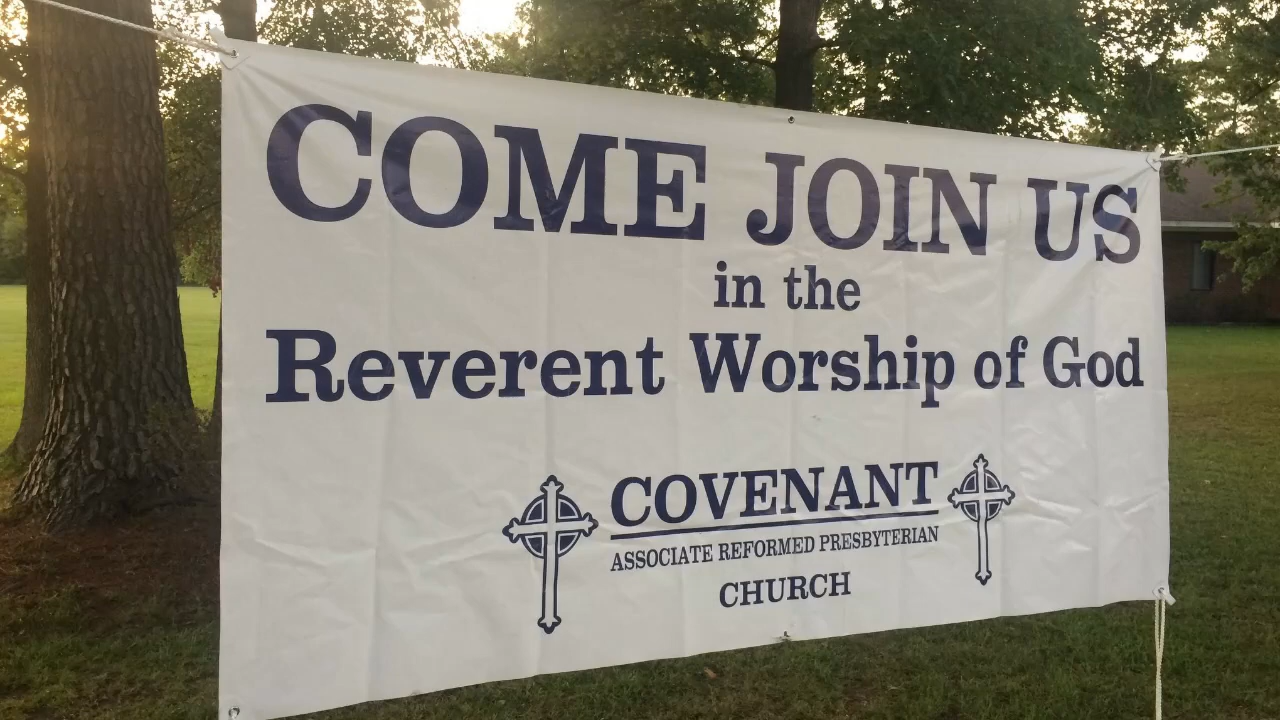 COME JOIN US
in the
Reverent Worship of God
COVENANT
ASSOCIATE REFORMED PRESBYTERIAN
CHURCH